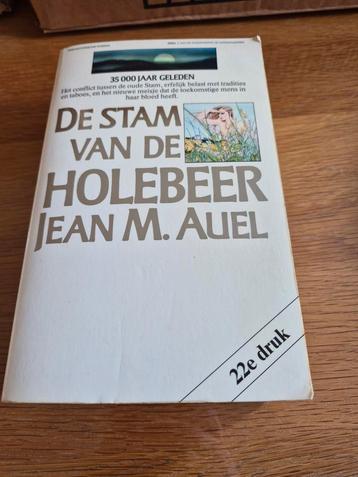 35 000 JAAR GELEDEN
Het conflict tussen de oude Stam, erfelijk belast met tradities
en taboes, en het nieuwe meisje dat de toekomstige mens in
haar bloed heeft.
DE STAM
VAN DE
HOLEBEER
JEAN M. AUEL
22e druk